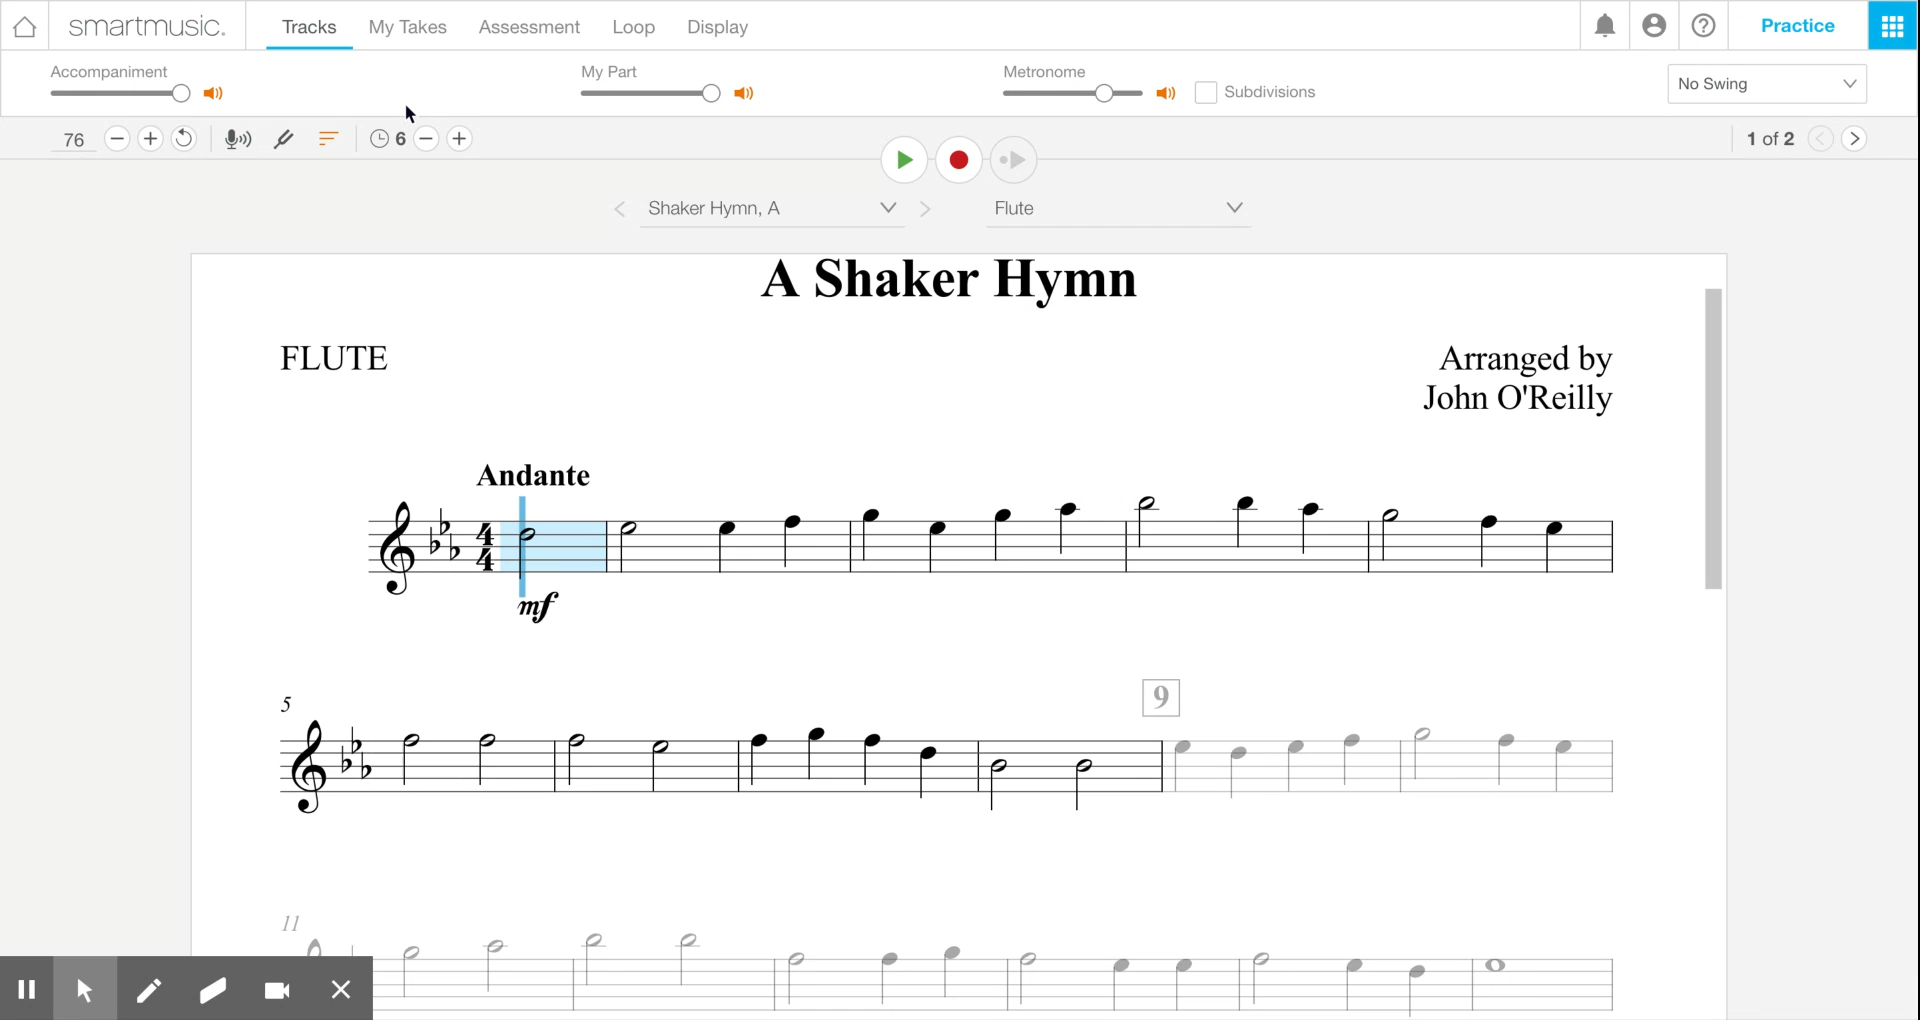 smartmusic.
Tracks My Takes Assessment Loop Display
Practice
Accompaniment
My Part
Metronome
Subdivisions
No Swing
76
6
1 of 2
Shaker Hymn, A
Flute
A Shaker Hymn
FLUTE
Arranged by
John O'Reilly
Andante
4
4
mf
5
9
11